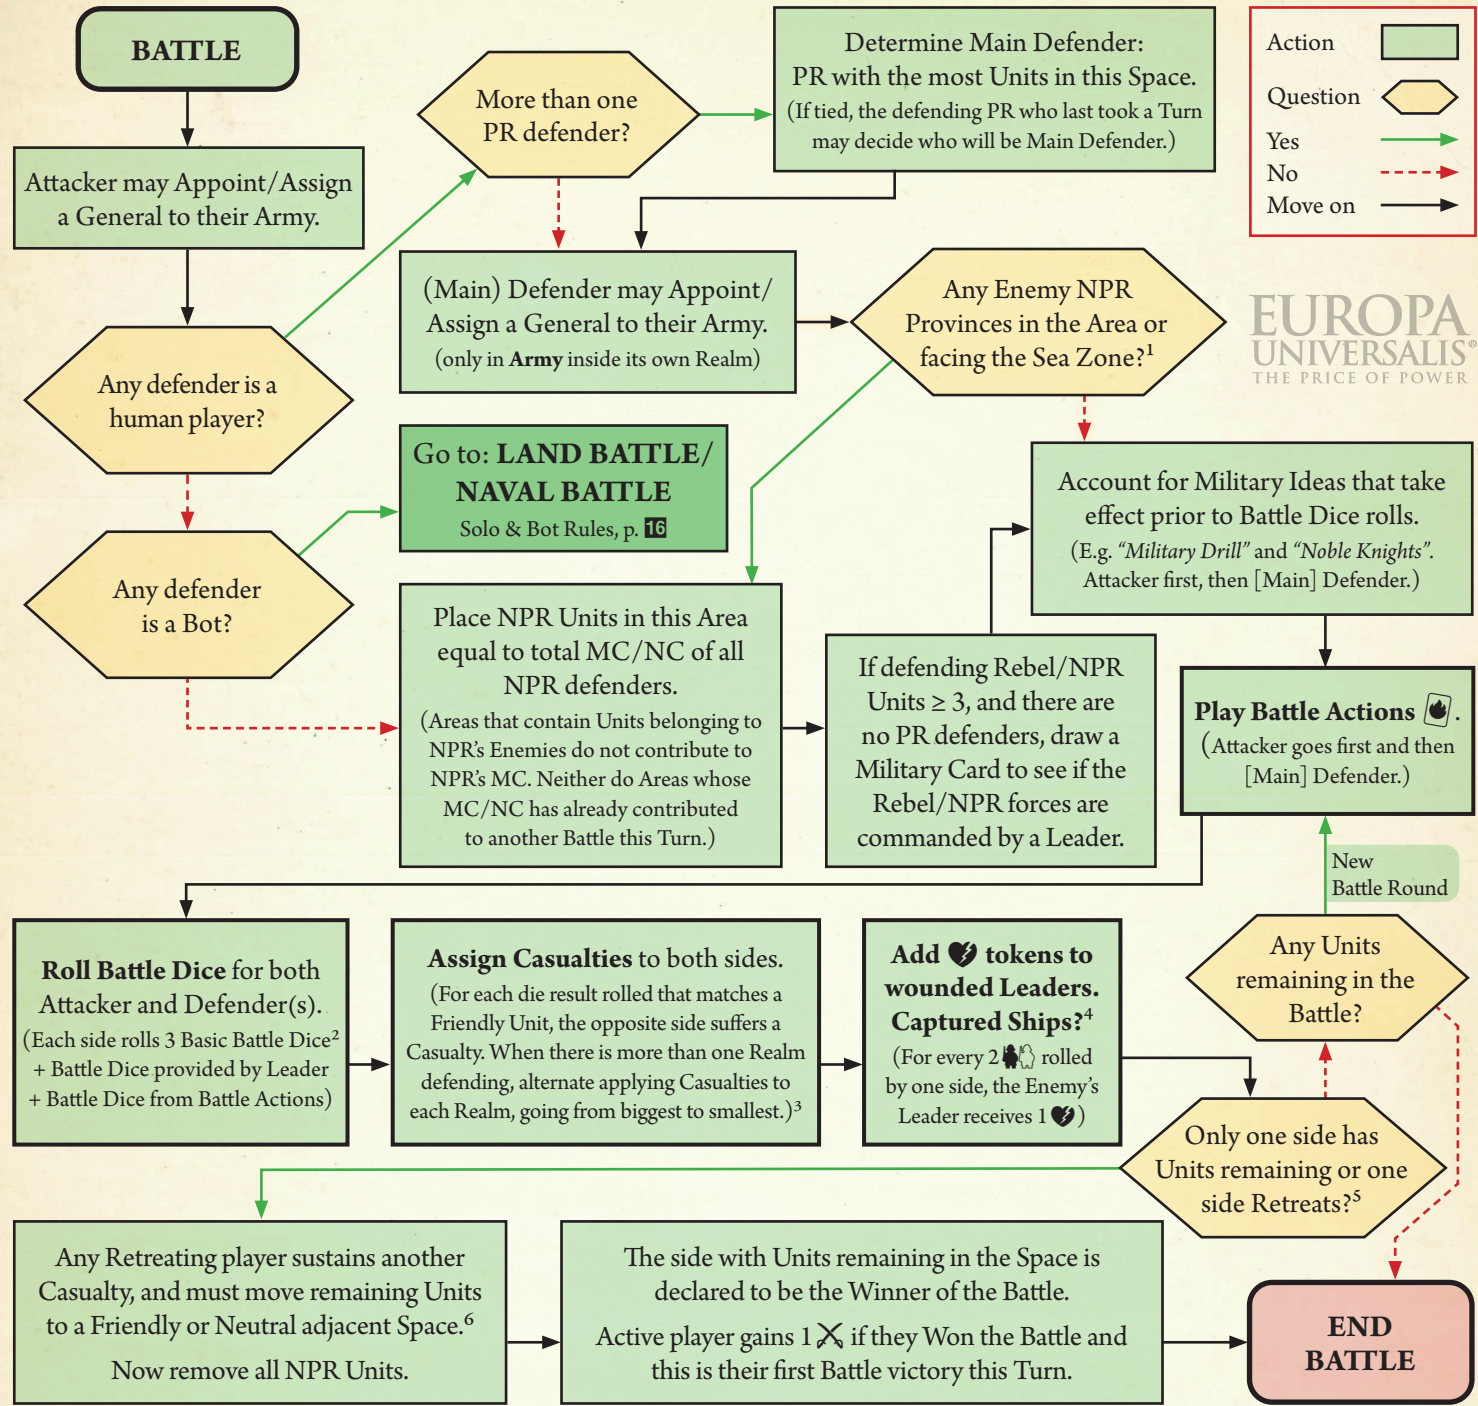 BATTLE
Attacker may Appoint/Assign
a General to their Army.
Any defender is a
human player?
Any defender
is a Bot?
More than one
PR defender?
Determine Main Defender:
PR with the most Units in this Space.
(If tied, the defending PR who last took a Turn
may decide who will be Main Defender.)
Action
Question
Yes
No
Move on
(Main) Defender may Appoint/
Assign a General to their Army.
(only in Army inside its own Realm)
Any Enemy NPR
Provinces in the Area or
facing the Sea Zone?¹
EUROPA
UNIVERSALIS®
THE PRICE OF POWER
Go to: LAND BATTLE/
NAVAL BATTLE
Solo & Bot Rules, p. 16
Account for Military Ideas that take
effect prior to Battle Dice rolls.
(E.g. “Military Drill” and “Noble Knights”.
Attacker first, then [Main] Defender.)
Place NPR Units in this Area
equal to total MC/NC of all
NPR defenders.
(Areas that contain Units belonging to
NPR’s Enemies do not contribute to
NPR’s MC. Neither do Areas whose
MC/NC has already contributed
to another Battle this Turn.)
If defending Rebel/NPR
Units ≥ 3, and there are
no PR defenders, draw a
Military Card to see if the
Rebel/NPR forces are
commanded by a Leader.
Play Battle Actions .
(Attacker goes first and then
[Main] Defender.)
New
Battle Round
Roll Battle Dice for both
Attacker and Defender(s).
(Each side rolls 3 Basic Battle Dice²
+ Battle Dice provided by Leader
+ Battle Dice from Battle Actions)
Assign Casualties to both sides.
(For each die result rolled that matches a
Friendly Unit, the opposite side suffers a
Casualty. When there is more than one Realm
defending, alternate applying Casualties to
each Realm, going from biggest to smallest.)³
Add tokens to
wounded Leaders.
Captured Ships?⁴
(For every 2 rolled
by one side, the Enemy’s
Leader receives 1 )
Any Units
remaining in the
Battle?
Only one side has
Units remaining or one
side Retreats?⁵
Any Retreating player sustains another
Casualty, and must move remaining Units
to a Friendly or Neutral adjacent Space.⁶
Now remove all NPR Units.
The side with Units remaining in the Space is
declared to be the Winner of the Battle.
Active player gains 1 if they Won the Battle and
this is their first Battle victory this Turn.
END
BATTLE